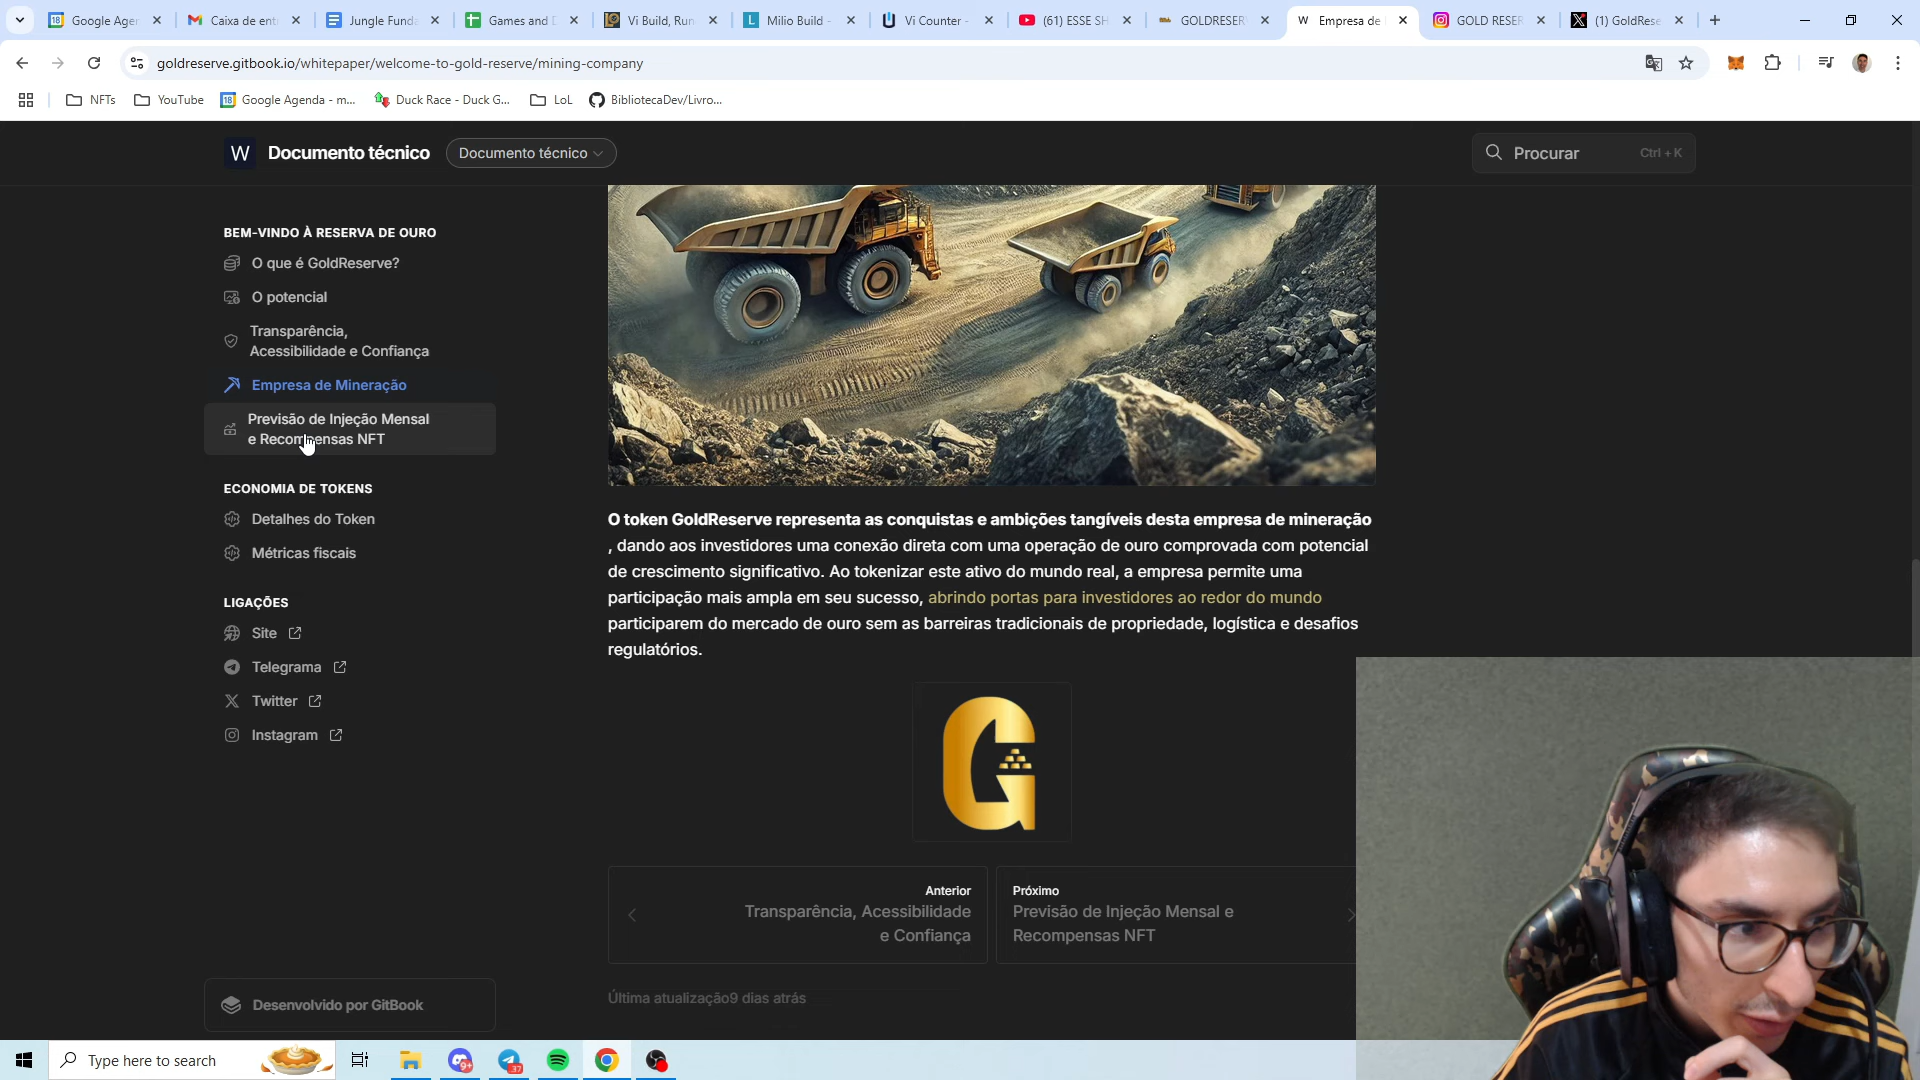 Google Agen
Caixa de ent
Jungle Funda
Games and D
Vi Build, Run
Milio Build -
Vi Counter -
(61) ESSE SH
GOLDRESER
Empresa de
GOLD RESER
(1) GoldRese
goldreserve.gitbook.io/whitepaper/welcome-to-gold-reserve/mining-company
NFTs
YouTube
Google Agenda - m...
Duck Race - Duck G...
LoL
BibliotecaDev/Livro...
W
Documento técnico
Documento técnico
Procurar
Ctrl + K
BEM-VINDO À RESERVA DE OURO
O que é GoldReserve?
O potencial
Transparência,
Acessibilidade e Confiança
Empresa de Mineração
Previsão de Injeção Mensal
e Recompensas NFT
ECONOMIA DE TOKENS
Detalhes do Token
Métricas fiscais
LIGAÇÕES
Site
Telegrama
Twitter
Instagram
Desenvolvido por GitBook
O token GoldReserve representa as conquistas e ambições tangíveis desta empresa de mineração
, dando aos investidores uma conexão direta com uma operação de ouro comprovada com potencial
de crescimento significativo. Ao tokenizar este ativo do mundo real, a empresa permite uma
participação mais ampla em seu sucesso, abrindo portas para investidores ao redor do mundo
participarem do mercado de ouro sem as barreiras tradicionais de propriedade, logística e desafios
regulatórios.
Anterior
Transparência, Acessibilidade
e Confiança
Próximo
Previsão de Injeção Mensal e
Recompensas NFT
Última atualização9 dias atrás
Type here to search
9+
37